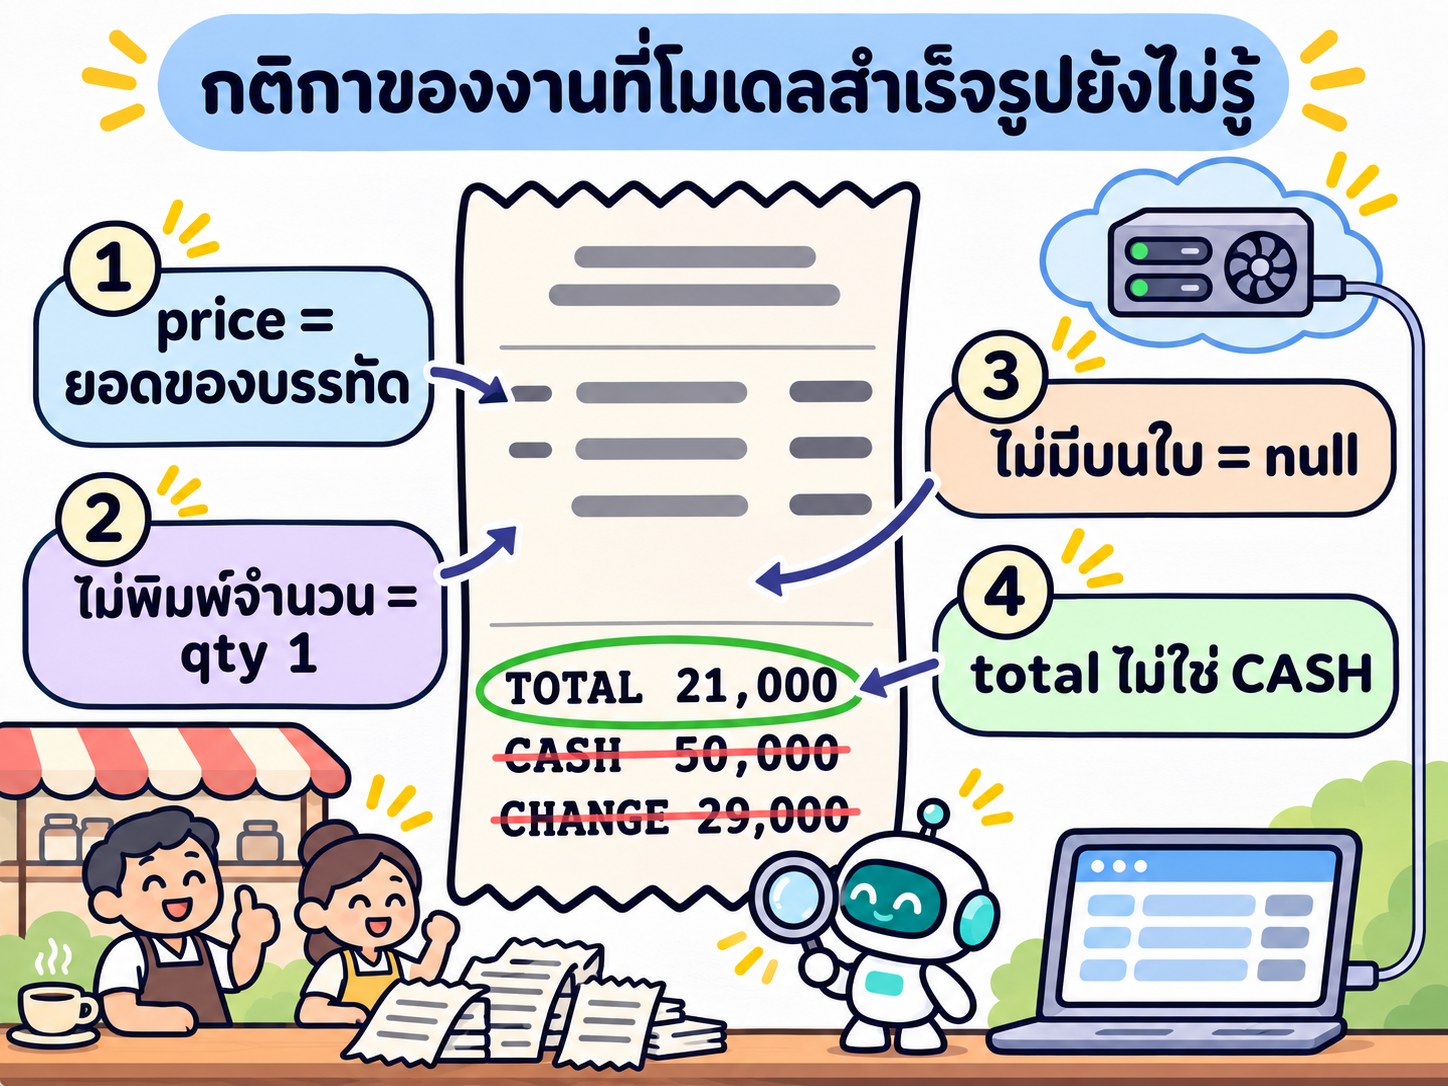 กติกาของงานที่โมเดลสำเร็จรูปยังไม่รู้
1
price =
ยอดของบรรทัด
2
ไม่พิมพ์จำนวน =
qty 1
3
ไม่มีบนใบ = null
4
total ไม่ใช่ CASH
TOTAL 21,000
CASH 50,000
CHANGE 29,000